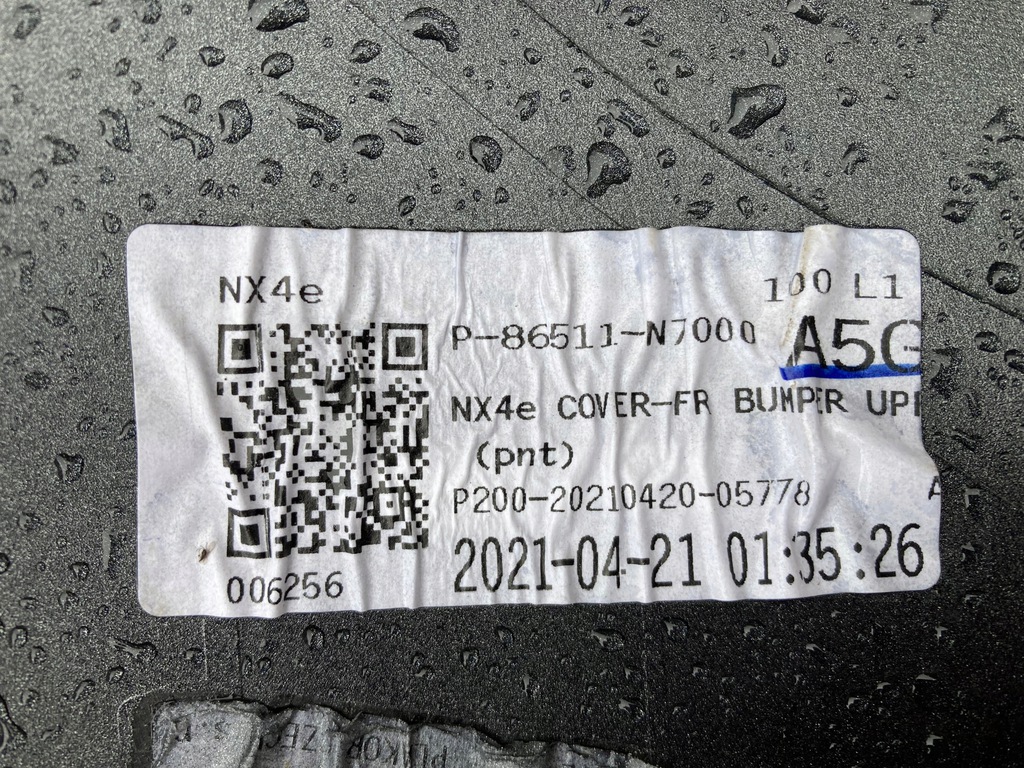 NX4e
100 L1
P-86511-N7000
A5G
NX4e COVER-FR BUMPER UP
(pnt)
P200-20210420-05778
A
2021-04-21 01:35:26
006256